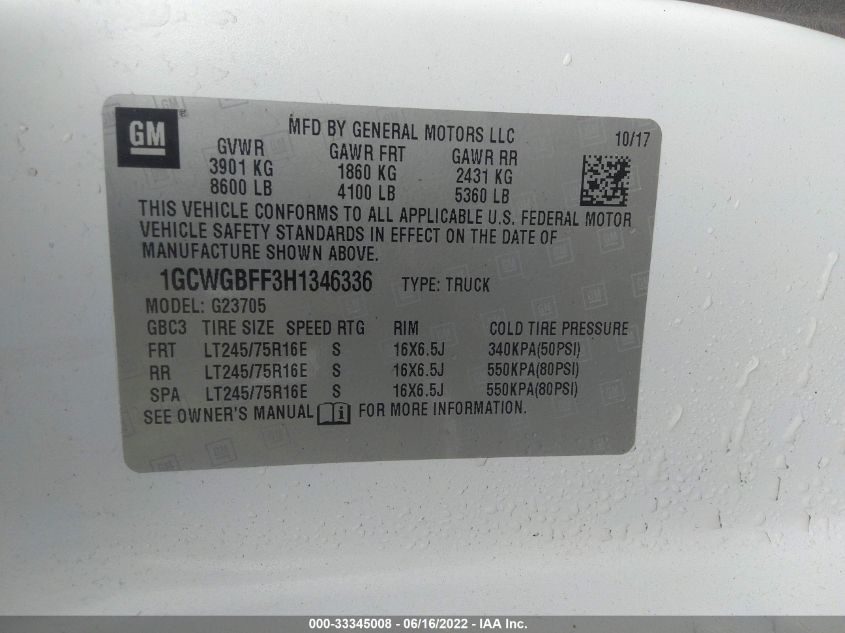 GM
MFD BY GENERAL MOTORS LLC
10/17
GVWR GAWR FRT GAWR RR
3901 KG 1860 KG 2431 KG
8600 LB 4100 LB 5360 LB
THIS VEHICLE CONFORMS TO ALL APPLICABLE U.S. FEDERAL MOTOR
VEHICLE SAFETY STANDARDS IN EFFECT ON THE DATE OF
MANUFACTURE SHOWN ABOVE.
1GCWGBFF3H1346336 TYPE: TRUCK
MODEL: G23705
GBC3 TIRE SIZE SPEED RTG RIM COLD TIRE PRESSURE
FRT LT245/75R16E S 16X6.5J 340KPA(50PSI)
RR LT245/75R16E S 16X6.5J 550KPA(80PSI)
SPA LT245/75R16E S 16X6.5J 550KPA(80PSI)
SEE OWNER'S MANUAL i FOR MORE INFORMATION.
000-33345008 - 06/16/2022 - IAA Inc.